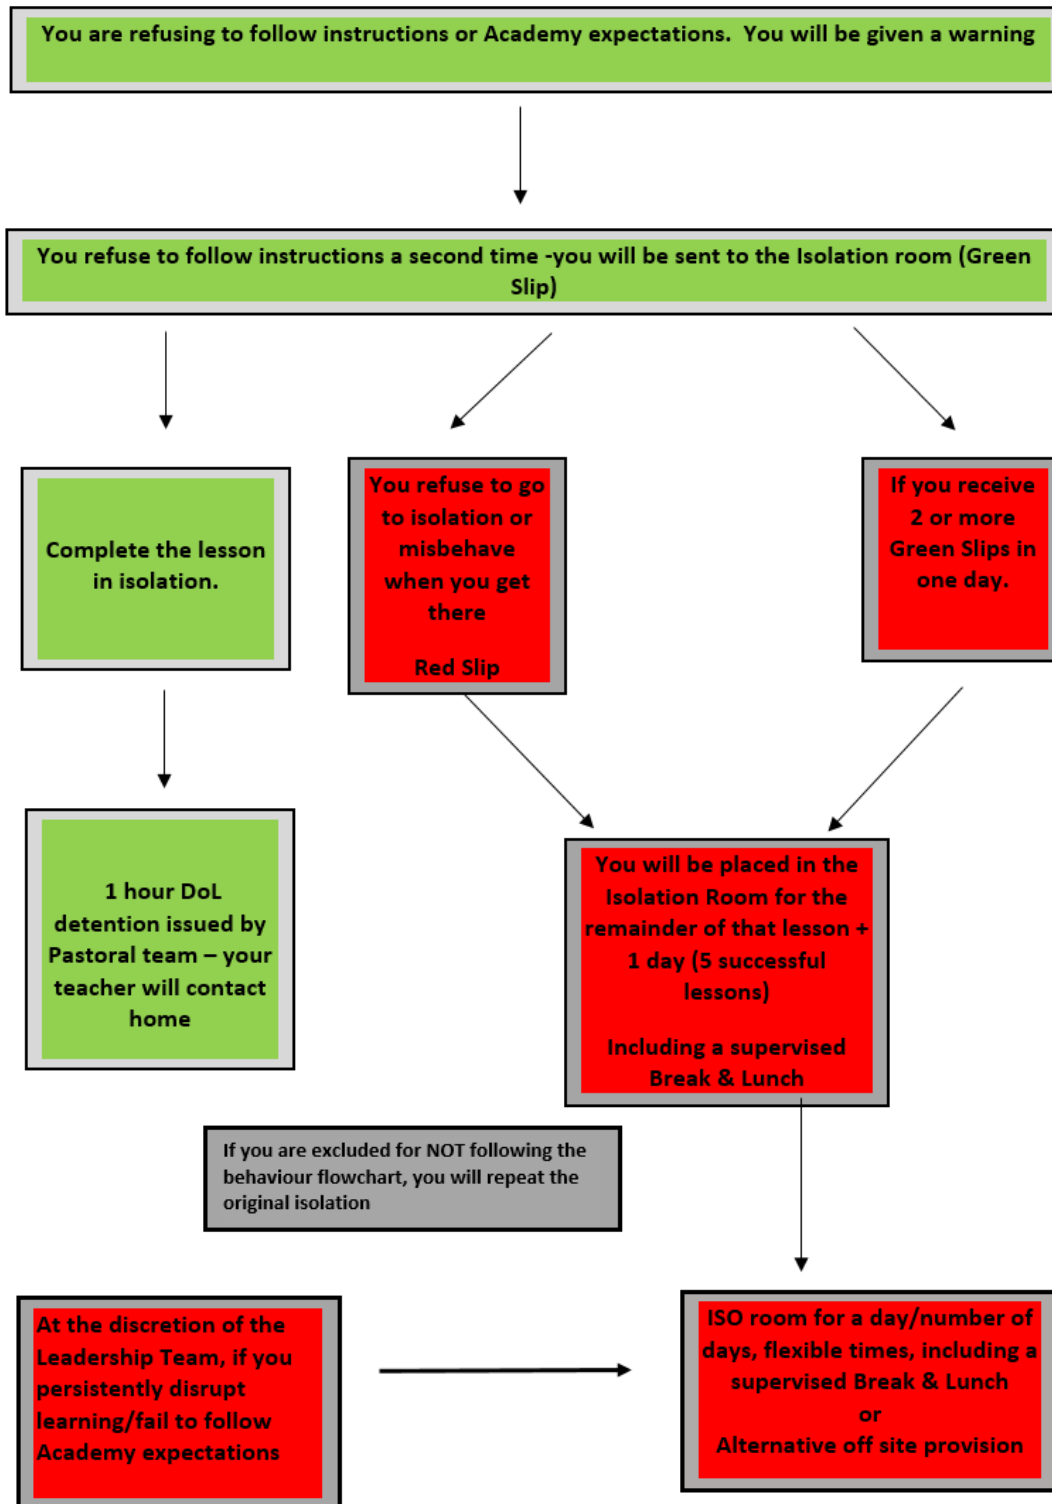 You are refusing to follow instructions or Academy expectations.  You will be given a warning
You refuse to follow instructions a second time -you will be sent to the Isolation room (Green
Slip)
Complete the lesson
in isolation.
You refuse to go
to isolation or
misbehave
when you get
there
Red Slip
If you receive
2 or more
Green Slips in
one day.
1 hour DoL
detention issued by
Pastoral team – your
teacher will contact
home
You will be placed in the
Isolation Room for the
remainder of that lesson +
1 day (5 successful
lessons)
Including a supervised
Break & Lunch
If you are excluded for NOT following the
behaviour flowchart, you will repeat the
original isolation
At the discretion of the
Leadership Team, if you
persistently disrupt
learning/fail to follow
Academy expectations
ISO room for a day/number of
days, flexible times, including a
supervised Break & Lunch
or
Alternative off site provision